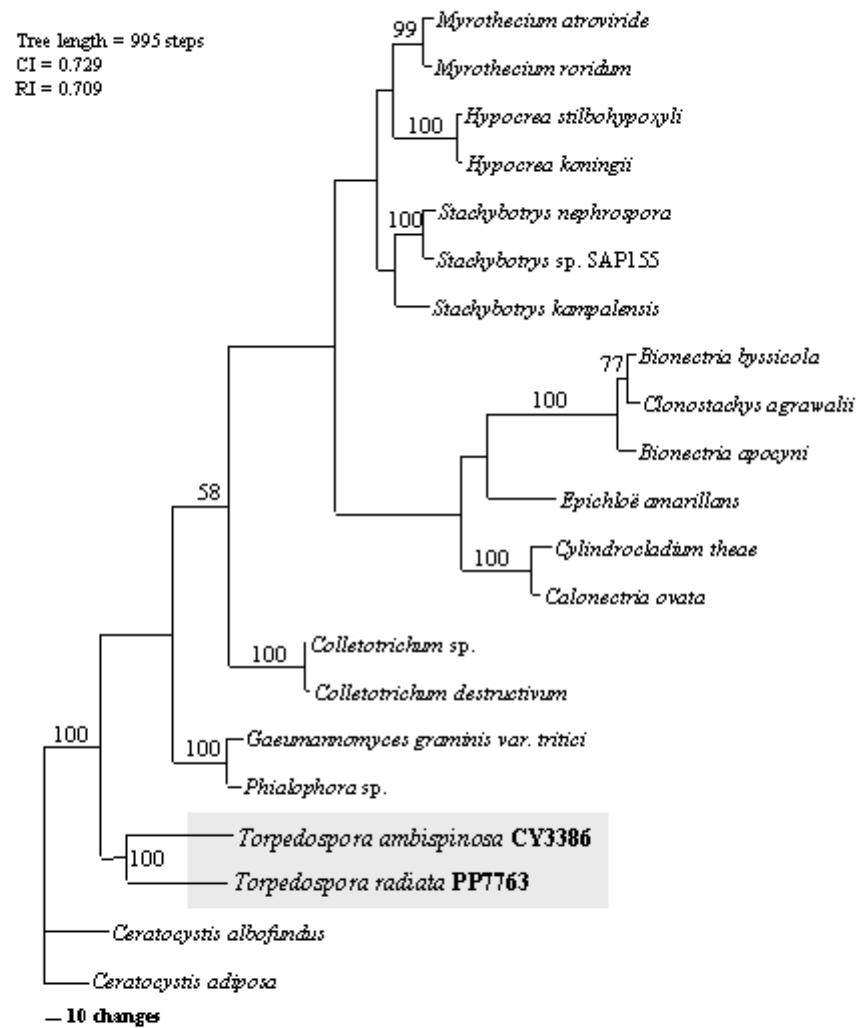 Tree length = 995 steps
CI = 0.729
RI = 0.709
99
Myrothecium atroviride
Myrothecium roridum
100
Hypocrea stilbohypoxyli
Hypocrea koningii
100
Stachybotrys nephrospora
Stachybotrys sp. SAP155
Stachybotrys kampalensis
77
Bionectria byssicola
100
Clonostachys agrawalii
Bionectria apocyni
58
Epichloë amarillans
100
Cylindrocladium theae
Calonectria ovata
100
Colletotrichum sp.
Colletotrichum destructivum
100
100
Gaeumannomyces graminis var. tritici
Phialophora sp.
100
Torpedospora ambispinosa CY3386
Torpedospora radiata PP7763
Ceratocystis albofundus
Ceratocystis adiposa
10 changes